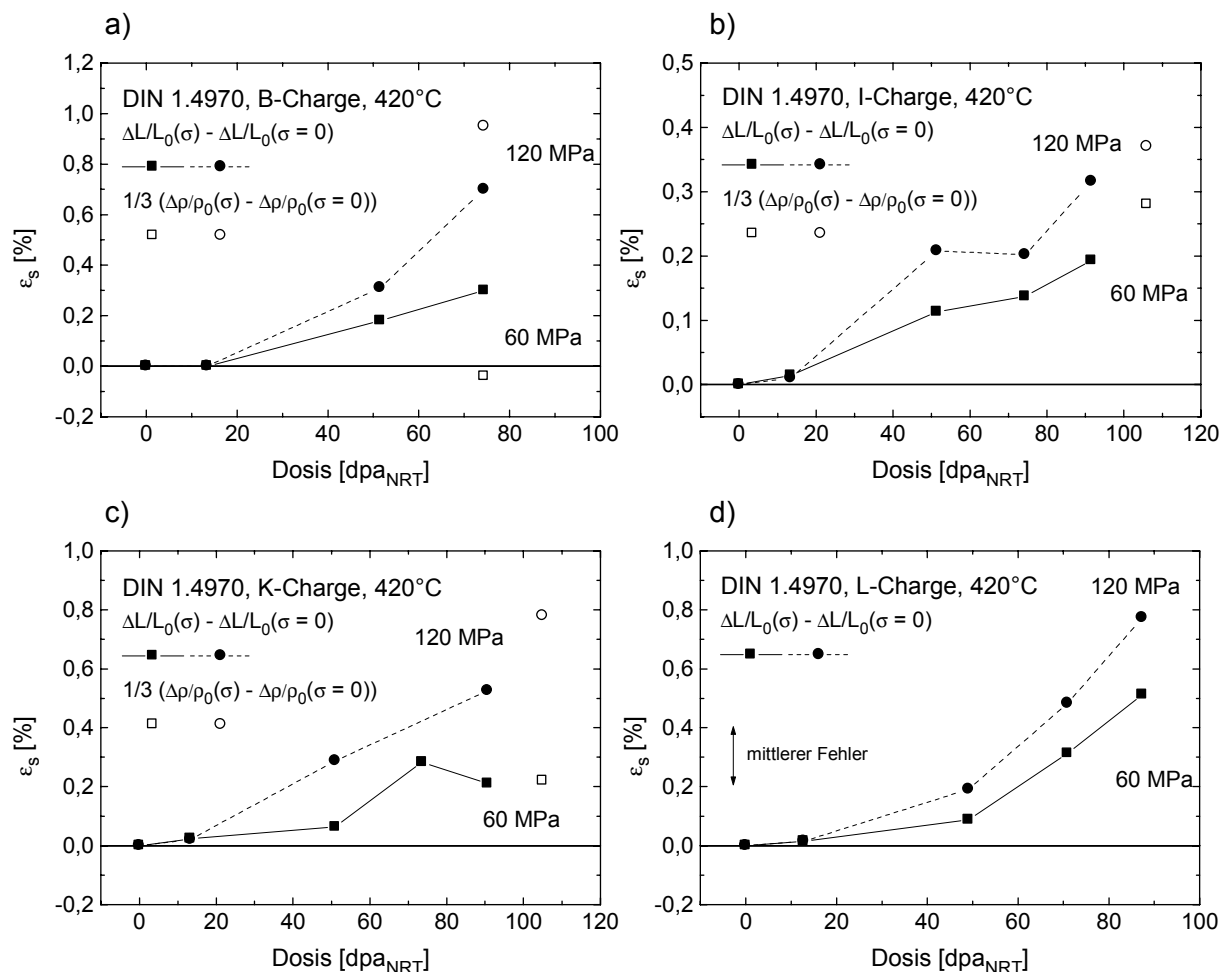 a)
1,2
1,0
0,8
0,6
0,4
0,2
0,0
-0,2
εs [%]
DIN 1.4970, B-Charge, 420°C
ΔL/L0(σ) - ΔL/L0(σ = 0)
1/3 (Δρ/ρ0(σ) - Δρ/ρ0(σ = 0))
120 MPa
60 MPa
0 20 40 60 80 100
Dosis [dpaNRT]
b)
0,5
0,4
0,3
0,2
0,1
0,0
εs [%]
DIN 1.4970, I-Charge, 420°C
ΔL/L0(σ) - ΔL/L0(σ = 0)
120 MPa
1/3 (Δρ/ρ0(σ) - Δρ/ρ0(σ = 0))
60 MPa
0 20 40 60 80 100 120
Dosis [dpaNRT]
c)
1,0
0,8
0,6
0,4
0,2
0,0
-0,2
εs [%]
DIN 1.4970, K-Charge, 420°C
ΔL/L0(σ) - ΔL/L0(σ = 0)
1/3 (Δρ/ρ0(σ) - Δρ/ρ0(σ = 0))
120 MPa
60 MPa
0 20 40 60 80 100 120
Dosis [dpaNRT]
d)
1,0
0,8
0,6
0,4
0,2
0,0
-0,2
εs [%]
DIN 1.4970, L-Charge, 420°C
120 MPa
ΔL/L0(σ) - ΔL/L0(σ = 0)
mittlerer Fehler
60 MPa
0 20 40 60 80 100
Dosis [dpaNRT]